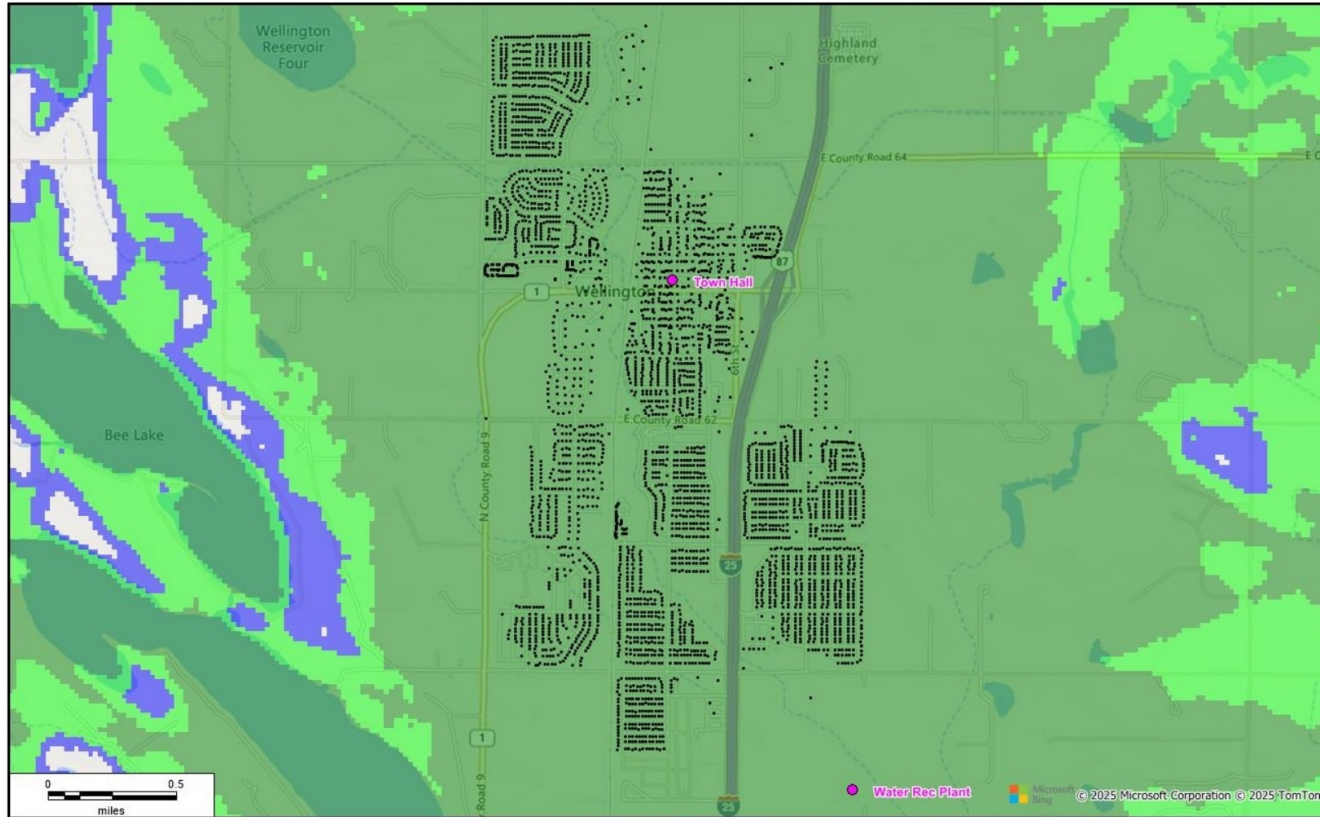 Wellington
Reservoir
Four
Highland
Cemetery
E County Road 64
E C
87
Town Hall
1
Wellington
6th St
E County Road 62
Bee Lake
N County Road 9
25
1
y Road 9
0 0.5
miles
25
Water Rec Plant
Microsoft
Bing
© 2025 Microsoft Corporation © 2025 TomTom